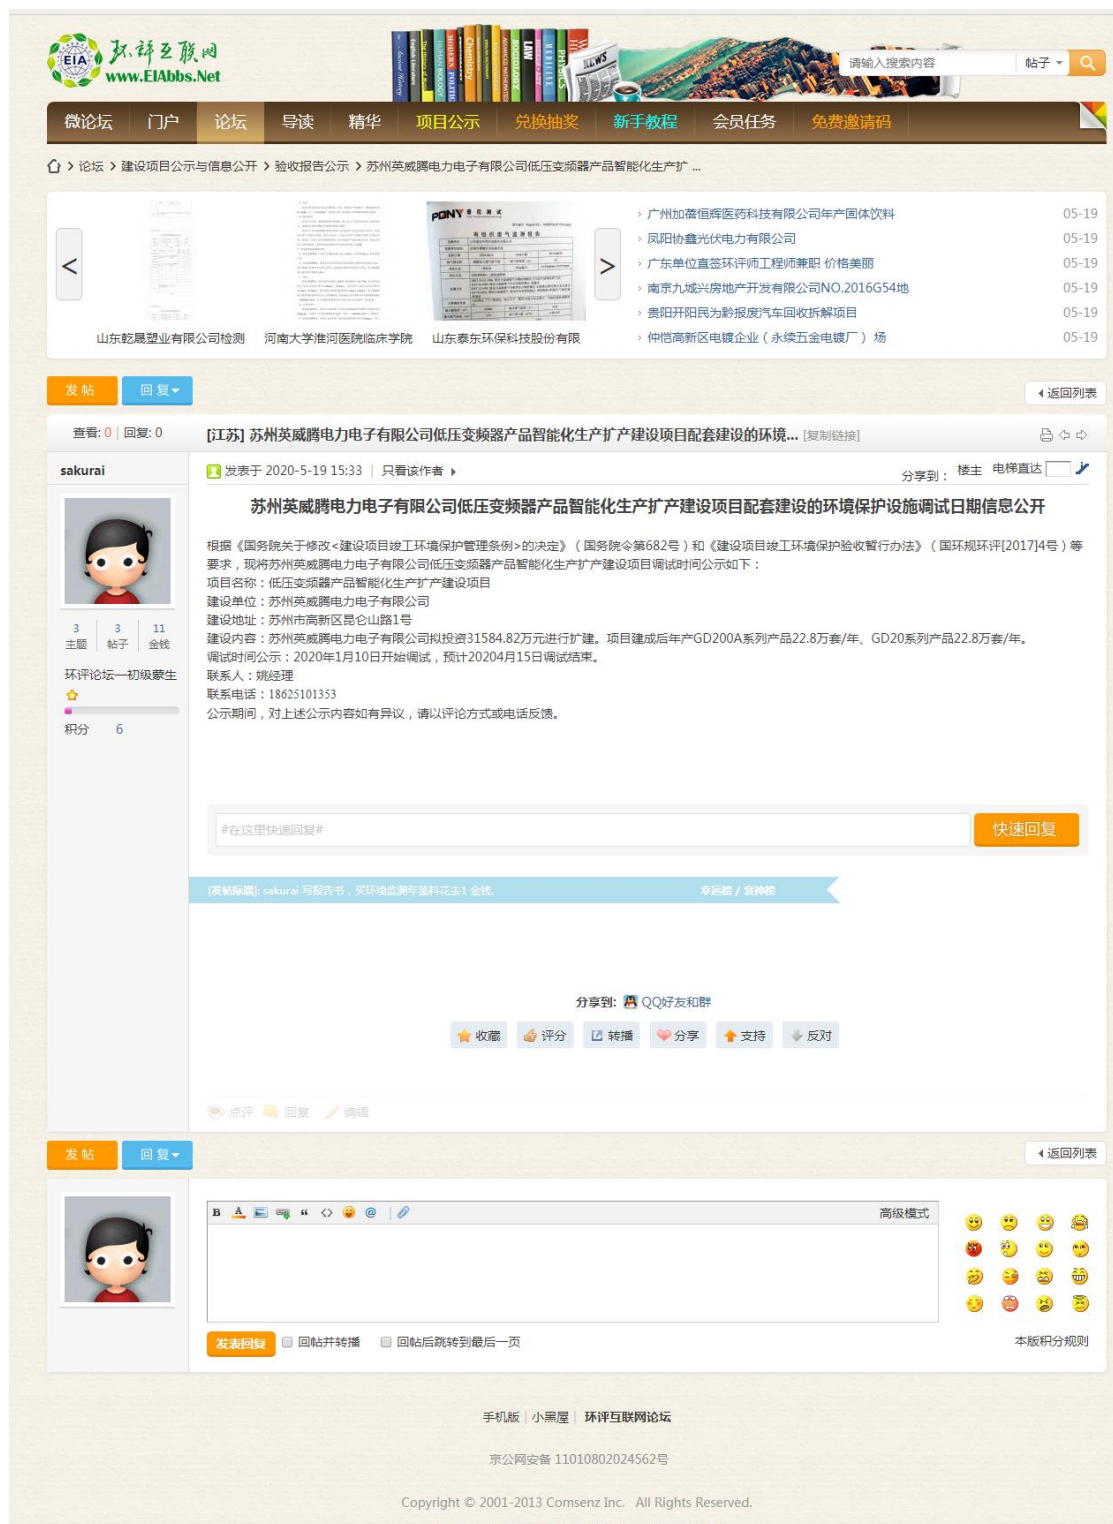 EIA 环评互联网
www.EIAbbs.Net
请输入搜索内容 帖子
微论坛 门户 论坛 导读 精华 项目公示 兑换抽奖 新手教程 会员任务 免费邀请码
论坛 › 建设项目公示与信息公开 › 验收报告公示 › 苏州英威腾电力电子有限公司低压变频器产品智能化生产扩 ...
广州加蓓恒辉医药科技有限公司年产固体饮料 05-19
凤阳协鑫光伏电力有限公司 05-19
广东单位直签环评师工程师兼职 价格美丽 05-19
南京九城兴房地产开发有限公司NO.2016G54地 05-19
贵阳开阳民为黔报废汽车回收拆解项目 05-19
仲恺高新区电镀企业（永续五金电镀厂）场 05-19
山东乾晟塑业有限公司检测 河南大学淮河医院临床学院 山东泰东环保科技股份有限
发帖 回复 返回列表
查看: 0 | 回复: 0
[江苏] 苏州英威腾电力电子有限公司低压变频器产品智能化生产扩产建设项目配套建设的环境... [复制链接]
sakurai
发表于 2020-5-19 15:33 | 只看该作者
分享到： 楼主 电梯直达
苏州英威腾电力电子有限公司低压变频器产品智能化生产扩产建设项目配套建设的环境保护设施调试日期信息公开
根据《国务院关于修改<建设项目竣工环境保护管理条例>的决定》（国务院令第682号）和《建设项目竣工环境保护验收暂行办法》（国环规环评[2017]4号）等
要求，现将苏州英威腾电力电子有限公司低压变频器产品智能化生产扩产建设项目调试时间公示如下：
项目名称：低压变频器产品智能化生产扩产建设项目
建设单位：苏州英威腾电力电子有限公司
建设地址：苏州市高新区昆仑山路1号
建设内容：苏州英威腾电力电子有限公司拟投资31584.82万元进行扩建。项目建成后年产GD200A系列产品22.8万套/年、GD20系列产品22.8万套/年。
调试时间公示：2020年1月10日开始调试，预计20204月15日调试结束。
联系人：姚经理
联系电话：18625101353
公示期间，对上述公示内容如有异议，请以评论方式或电话反馈。
3 3 11
主题 帖子 金钱
环评论坛—初级蒙生
积分 6
#在这里快速回复# 快速回复
[发帖际遇]: sakurai 写报告书，买环境监测年鉴料花去1 金钱. 幸运榜 / 衰神榜
分享到: QQ好友和群
收藏 评分 转播 分享 支持 反对
点评 回复 编辑
发帖 回复 返回列表
高级模式
发表回复 回帖并转播 回帖后跳转到最后一页 本版积分规则
手机版 | 小黑屋 | 环评互联网论坛
京公网安备 11010802024562号
Copyright © 2001-2013 Comsenz Inc. All Rights Reserved.